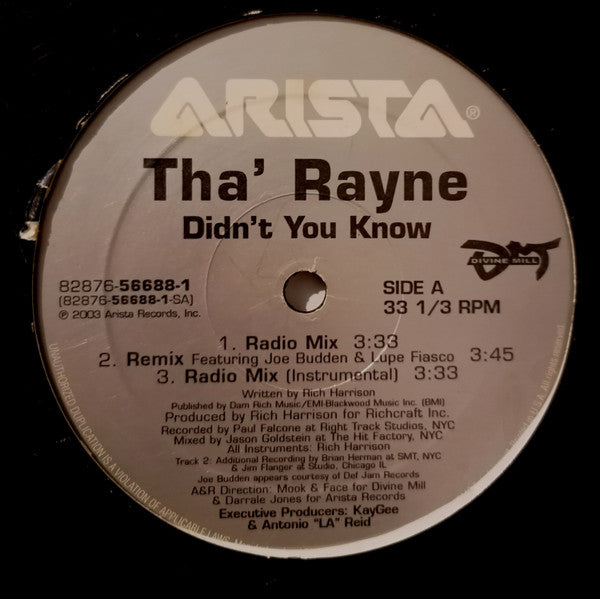 ARISTA®
Tha' Rayne
Didn't You Know
DMT
DIVINE MILL
82876-56688-1
(82876-56688-1-SA)
℗ 2003 Arista Records, Inc.
SIDE A
33 1/3 RPM
1. Radio Mix 3:33
2. Remix Featuring Joe Budden & Lupe Fiasco 3:45
3. Radio Mix (Instrumental) 3:33
Written by Rich Harrison
Published by Dam Rich Music/EMI-Blackwood Music Inc. (BMI)
Produced by Rich Harrison for Richcraft Inc.
Recorded by Paul Falcone at Right Track Studios, NYC
Mixed by Jason Goldstein at The Hit Factory, NYC
All Instruments: Rich Harrison
Track 2: Additional Recording by Brian Herman at SMT, NYC
& Jim Flanger at Studio, Chicago IL
Joe Budden appears courtesy of Def Jam Records
A&R Direction: Mook & Face for Divine Mill
& Darrale Jones for Arista Records
Executive Producers: KayGee
& Antonio "LA" Reid
UNAUTHORIZED DUPLICATION IS A VIOLATION OF APPLICABLE LAWS.